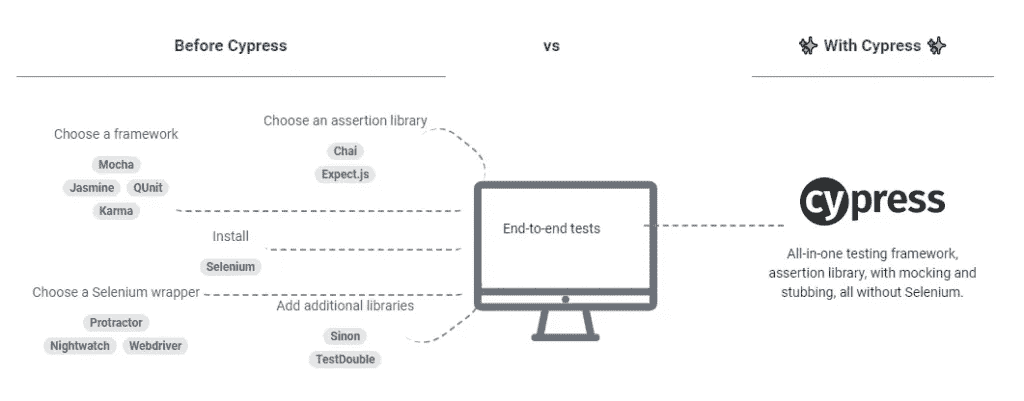 Before Cypress
vs
With Cypress
Choose a framework
Mocha
Jasmine QUnit
Karma
Choose an assertion library
Chai
Expect.js
Install
Selenium
Choose a Selenium wrapper
Protractor
Nightwatch Webdriver
Add additional libraries
Sinon
TestDouble
End-to-end tests
cypress
All-in-one testing framework,
assertion library, with mocking and
stubbing, all without Selenium.